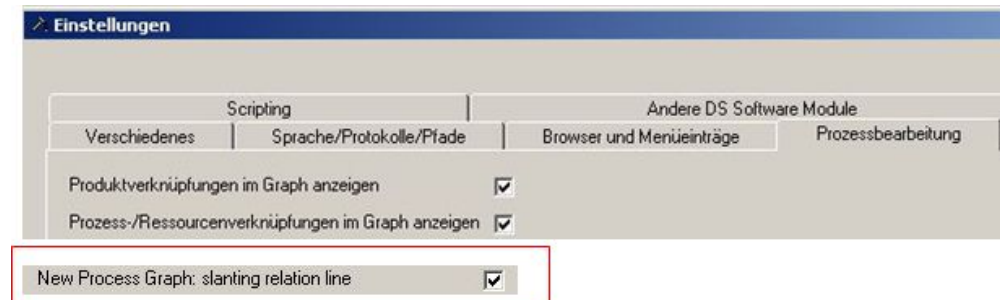 Einstellungen
Scripting
Andere DS Software Module
Verschiedenes
Sprache/Protokolle/Pfade
Browser und Menüeinträge
Prozessbearbeitung
Produktverknüpfungen im Graph anzeigen
Prozess-/Ressourcenverknüpfungen im Graph anzeigen
New Process Graph: slanting relation line